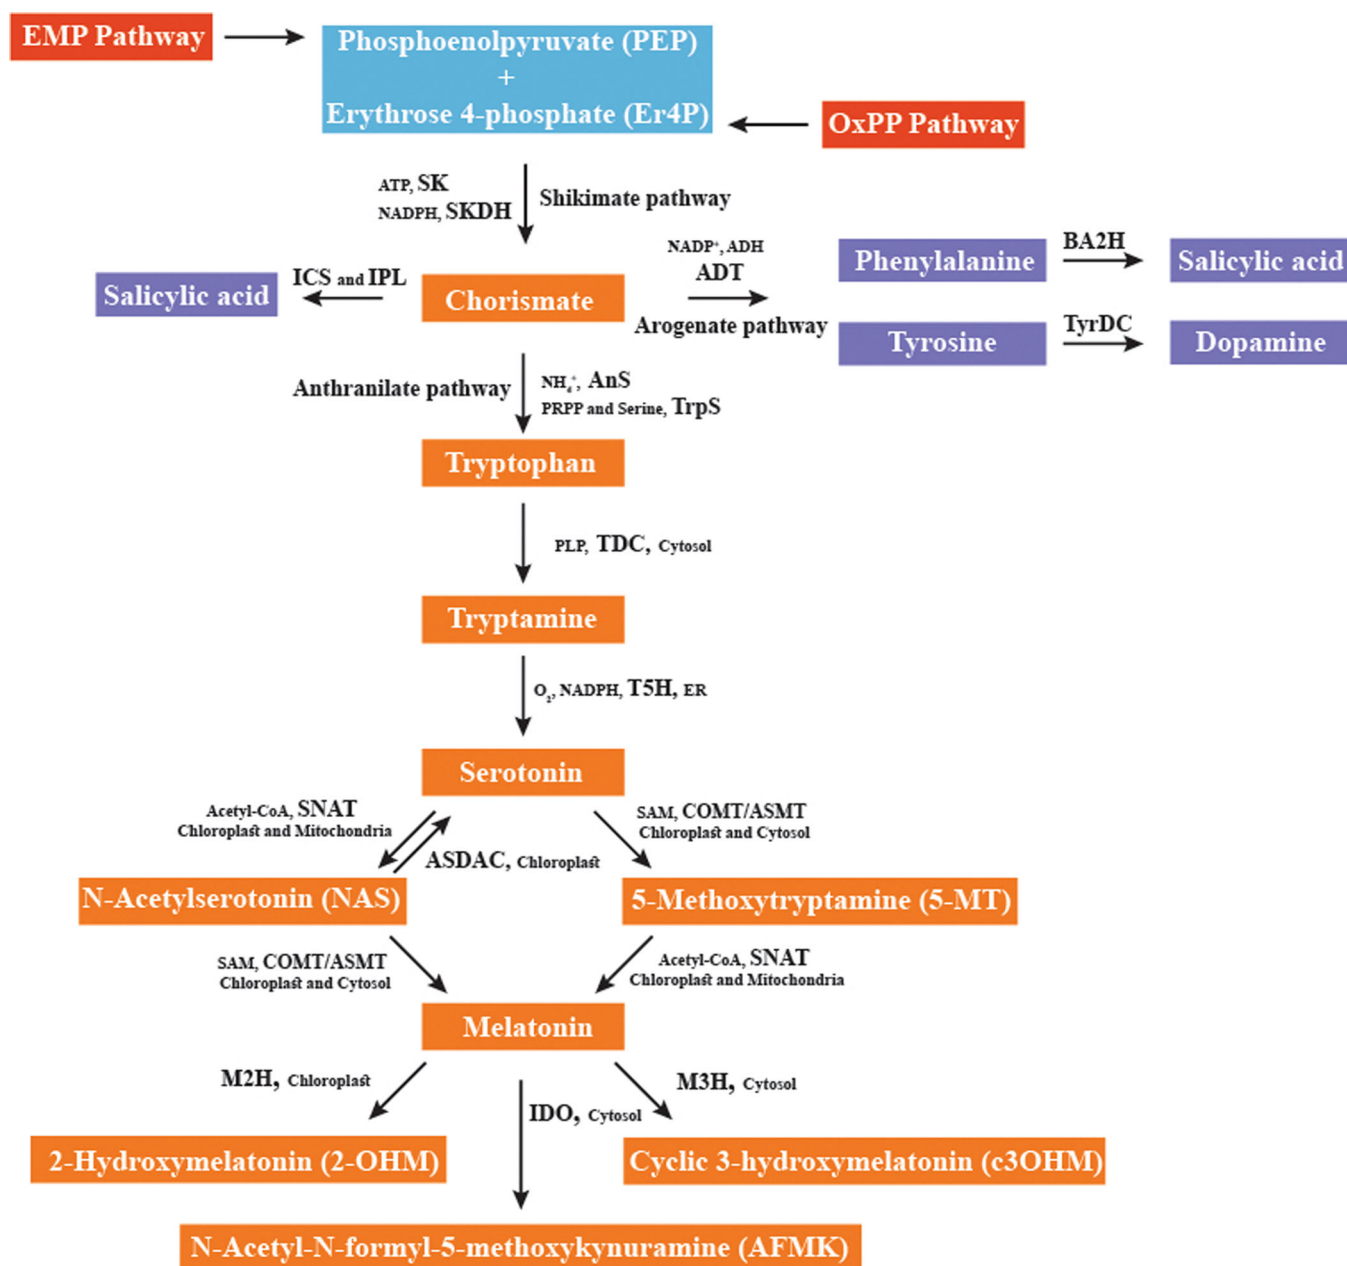 EMP Pathway
Phosphoenolpyruvate (PEP)
+
Erythrose 4-phosphate (Er4P)
OxPP Pathway
ATP, SK
NADPH, SKDH
Shikimate pathway
Salicylic acid
ICS and IPL
Chorismate
NADP⁺, ADH
ADT
Arogenate pathway
Phenylalanine
BA2H
Salicylic acid
Tyrosine
TyrDC
Dopamine
Anthranilate pathway
NH₄⁺, AnS
PRPP and Serine, TrpS
Tryptophan
PLP, TDC, Cytosol
Tryptamine
O₂, NADPH, T5H, ER
Serotonin
Acetyl-CoA, SNAT
Chloroplast and Mitochondria
ASDAC, Chloroplast
SAM, COMT/ASMT
Chloroplast and Cytosol
N-Acetylserotonin (NAS)
5-Methoxytryptamine (5-MT)
SAM, COMT/ASMT
Chloroplast and Cytosol
Acetyl-CoA, SNAT
Chloroplast and Mitochondria
Melatonin
M2H, Chloroplast
IDO, Cytosol
M3H, Cytosol
2-Hydroxymelatonin (2-OHM)
Cyclic 3-hydroxymelatonin (c3OHM)
N-Acetyl-N-formyl-5-methoxykynuramine (AFMK)